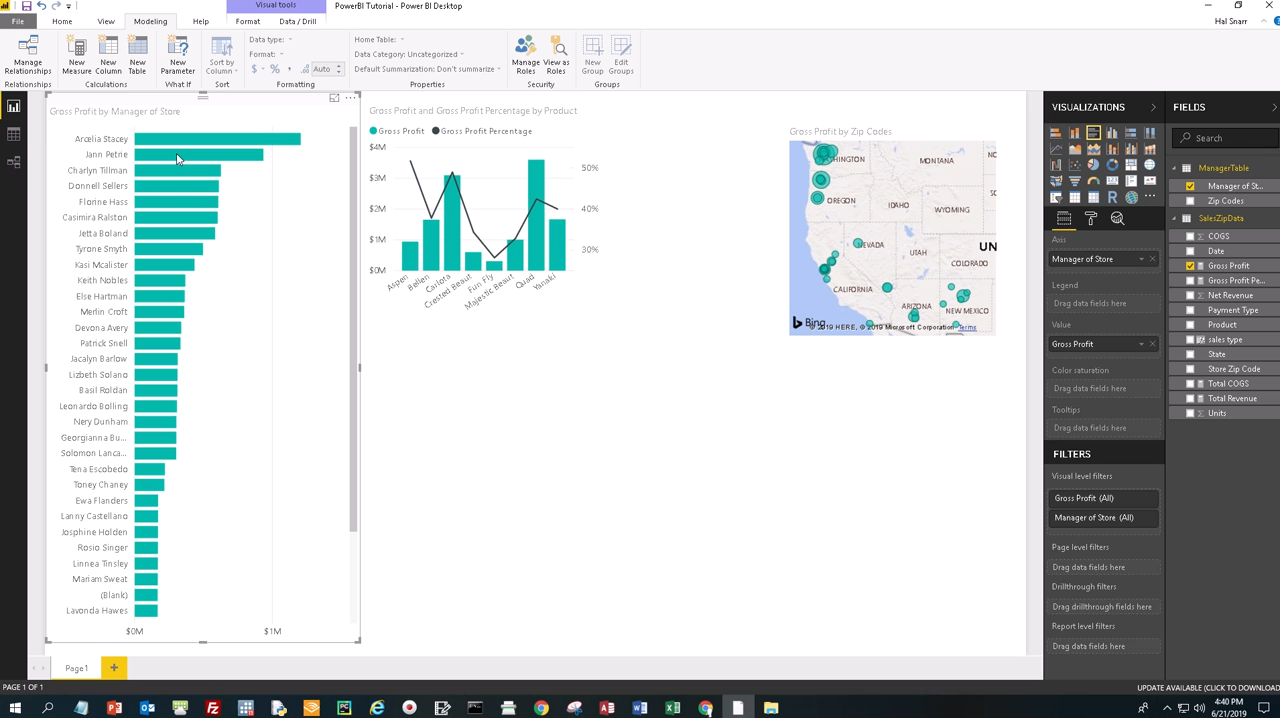 Visual tools
PowerBI Tutorial - Power BI Desktop
File
Home
View
Modeling
Help
Format
Data / Drill
Hal Snarr
Manage Relationships
Relationships
New Measure
New Column
New Table
Calculations
New Parameter
What If
Sort by Column
Sort
Data type:
Format:
$ % , .00 Auto
Formatting
Home Table:
Data Category: Uncategorized
Default Summarization: Don't summarize
Properties
Manage Roles
View as Roles
Security
New Group
Edit Groups
Groups
Gross Profit by Manager of Store
Arcelia Stacey
Jann Petrie
Charlyn Tillman
Donnell Sellers
Florine Hass
Casimira Ralston
Jetta Boland
Tyrone Smyth
Kasi Mcalister
Keith Nobles
Else Hartman
Merlin Croft
Devona Avery
Patrick Snell
Jacalyn Barlow
Lizbeth Solano
Basil Roldan
Leonardo Bolling
Nery Dunham
Georgianna Bu...
Solomon Lanca...
Tena Escobedo
Toney Chaney
Ewa Flanders
Lanny Castellano
Josphine Holden
Rosio Singer
Linnea Tinsley
Mariam Sweat
(Blank)
Lavonda Hawes
$0M $1M
Gross Profit and Gross Profit Percentage by Product
Gross Profit
Gross Profit Percentage
$4M
$3M
$2M
$1M
$0M
50%
40%
30%
Aspen
Bellen
Carlota
Crested Beaut
Fun Fly
Majestic Beaut
Quad
Yanaki
Gross Profit by Zip Codes
HINGTON
MONTANA
NC
OREGON
IDAHO
WYOMING
NEVADA
UN
UTAH
COLORADO
CALIFORNIA
ARIZONA
NEW MEXICO
Bing
© 2019 HERE, © 2019 Microsoft Corporation Terms
VISUALIZATIONS
R
Axis
Manager of Store
Legend
Drag data fields here
Value
Gross Profit
Color saturation
Drag data fields here
Tooltips
Drag data fields here
FILTERS
Visual level filters
Gross Profit (All)
Manager of Store (All)
Page level filters
Drag data fields here
Drillthrough filters
Drag drillthrough fields here
Report level filters
Drag data fields here
FIELDS
Search
ManagerTable
Manager of St...
Zip Codes
SalesZipData
COGS
Date
Gross Profit
Gross Profit Pe...
Net Revenue
Payment Type
Product
sales type
State
Store Zip Code
Total COGS
Total Revenue
Units
Page1
PAGE 1 OF 1
UPDATE AVAILABLE (CLICK TO DOWNLOAD
4:40 PM
6/21/2019